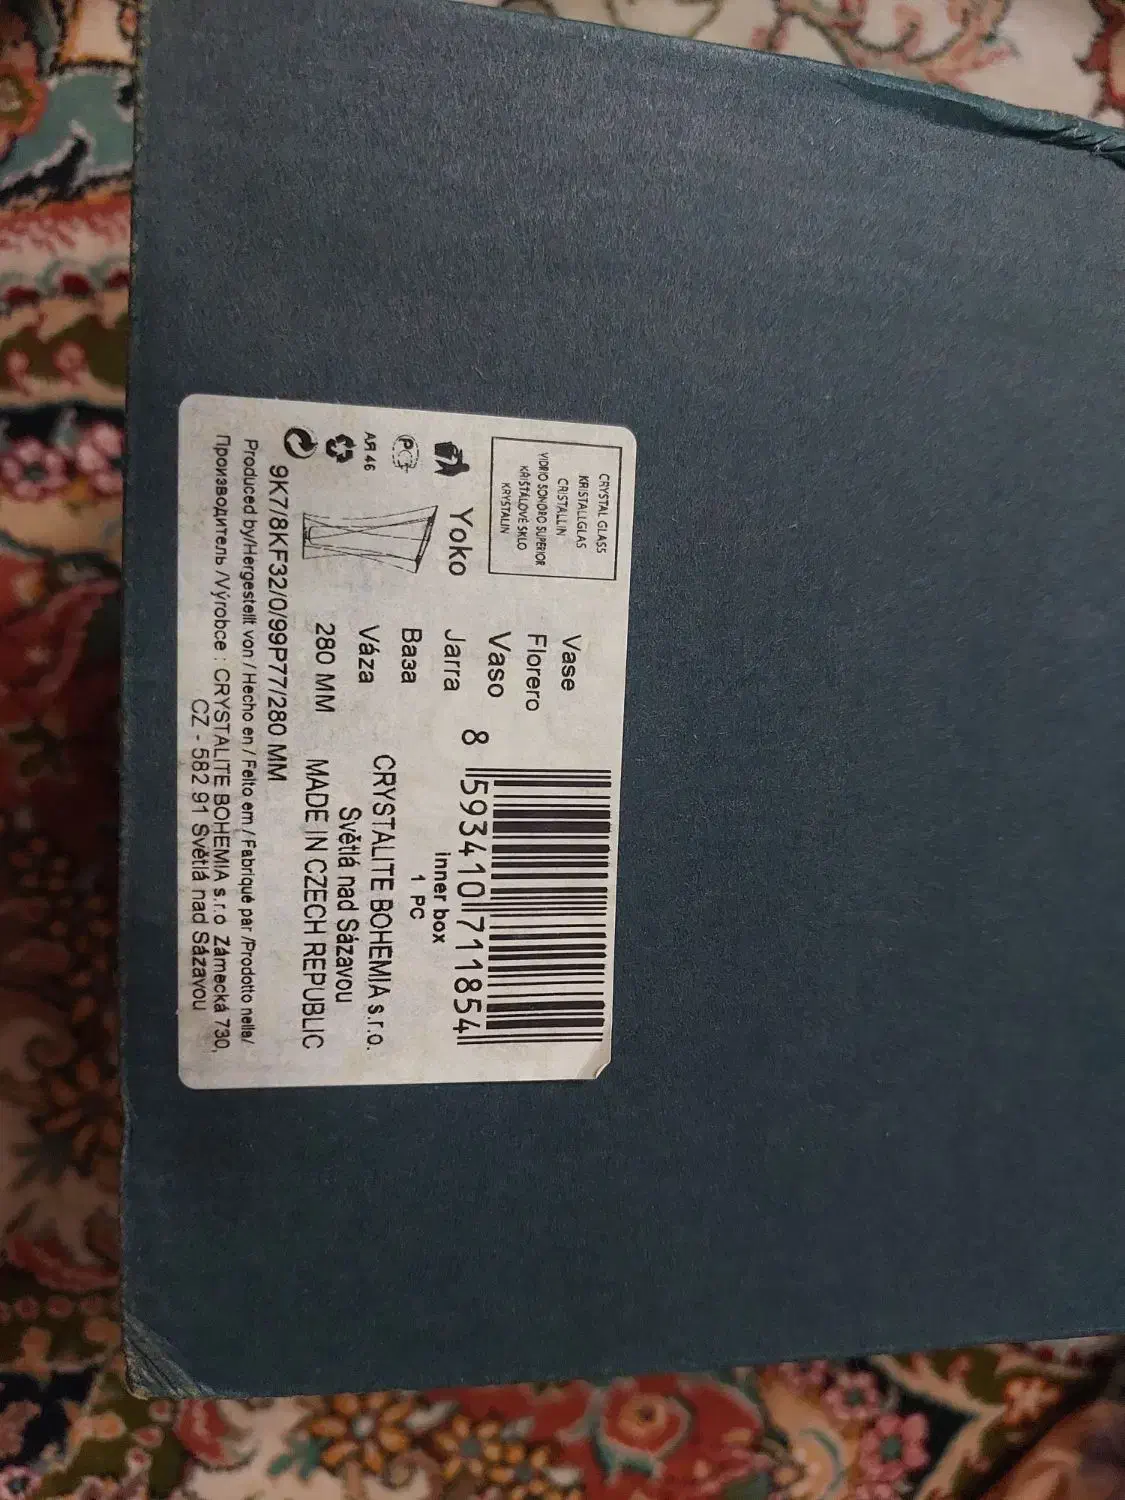 CRYSTAL GLASS
KRISTALLGLAS
CRISTALLIN
VIDRIO SONORO SUPERIOR
KŘIŠŤÁLOVÉ SKLO
KRYSTALIN
Yoko
Vase
Florero
Vaso
Jarra
Ваза
Váza
280 MM
8 593410 711854
inner box
1 PC
CRYSTALITE BOHEMIA s.r.o.
Světlá nad Sázavou
MADE IN CZECH REPUBLIC
АЯ 46
9K7/8KF32/0/99P77/280 MM
Produced by/Hergestellt von / Hecho en / Feito em / Fabriqué par /Prodotto nella/
Производитель /Výrobce : CRYSTALITE BOHEMIA s.r.o Zámecká 730,
CZ - 582 91 Světlá nad Sázavou